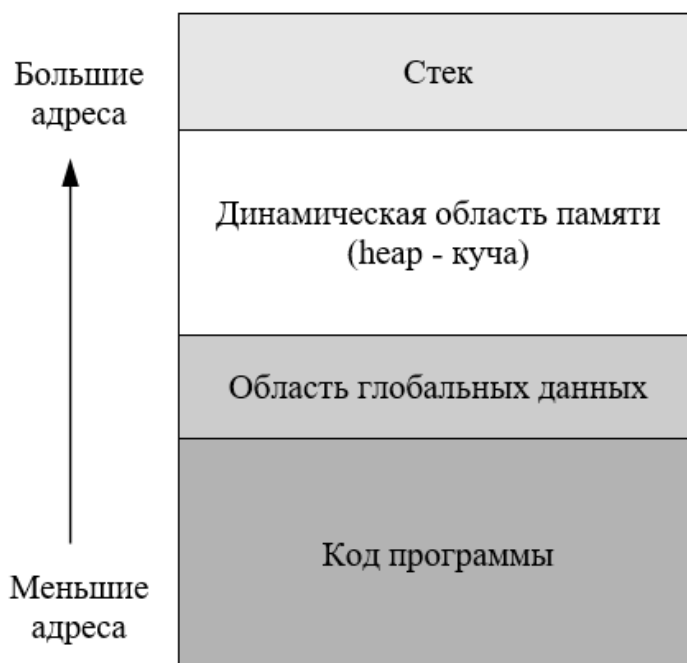 Большие
адреса
Стек
Динамическая область памяти
(heap - куча)
Область глобальных данных
Код программы
Меньшие
адреса